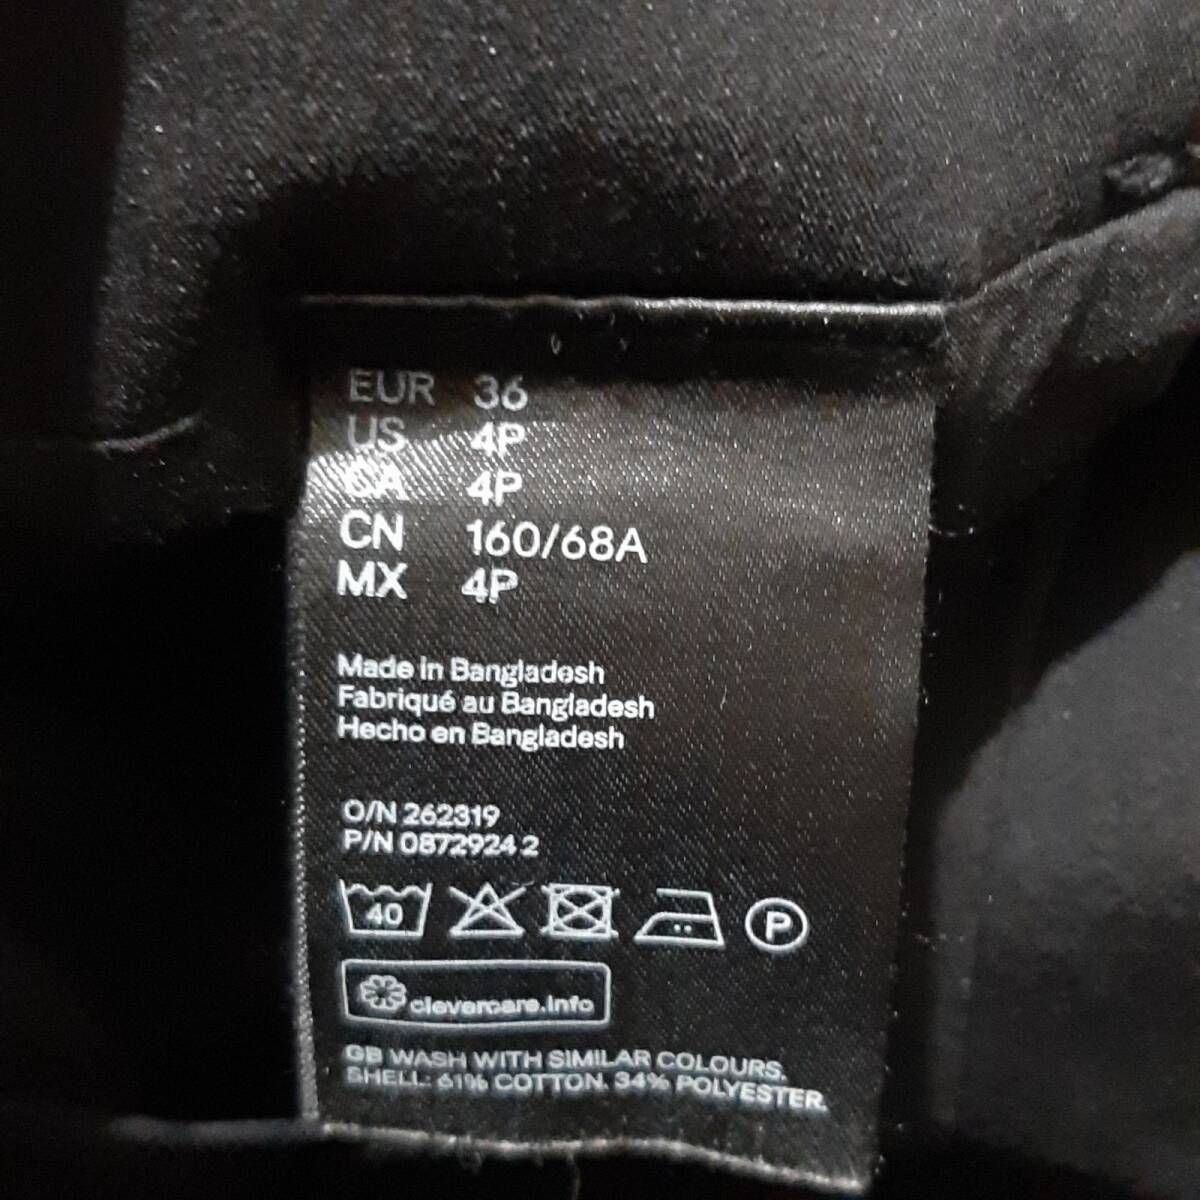 EUR 36
US 4P
CA 4P
CN 160/68A
MX 4P
Made in Bangladesh
Fabriqué au Bangladesh
Hecho en Bangladesh
O/N 262319
P/N 0872924 2
40 P
clevercare.info
GB WASH WITH SIMILAR COLOURS.
SHELL: 61% COTTON. 34% POLYESTER.